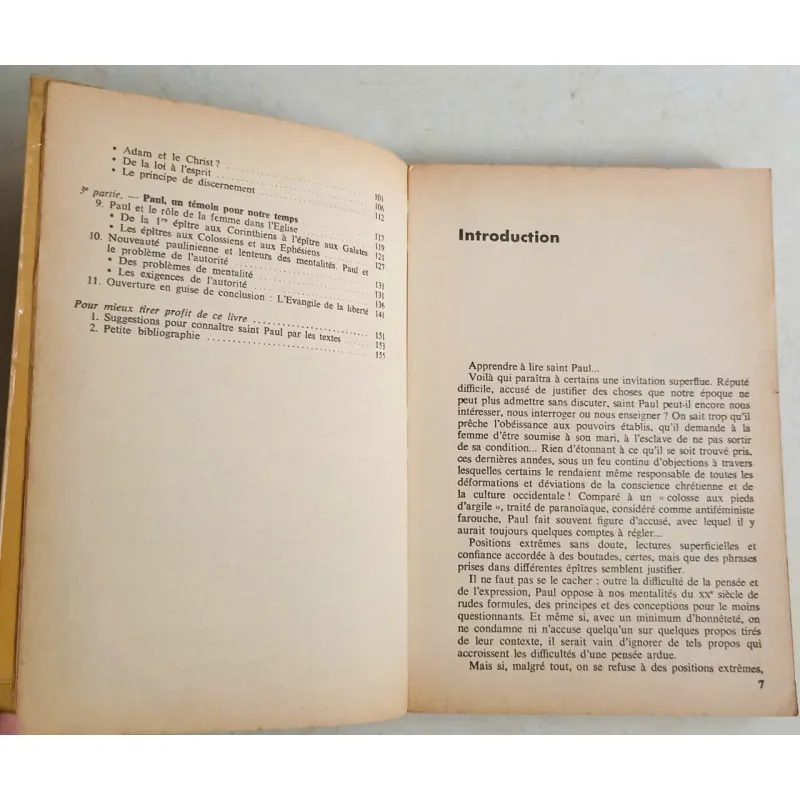 • Adam et le Christ ? ........ 101
• De la loi à l'esprit ........ 106
• Le principe de discernement ........ 112
3e partie. — Paul, un témoin pour notre temps
9. Paul et le rôle de la femme dans l'Eglise ........ 117
• De la 1re épître aux Corinthiens à l'épître aux Galates 119
• Les épîtres aux Colossiens et aux Ephésiens ........ 121
10. Nouveauté paulinienne et lenteurs des mentalités. Paul et
le problème de l'autorité ........ 127
• Des problèmes de mentalité ........ 131
• Les exigences de l'autorité ........ 136
11. Ouverture en guise de conclusion : L'Evangile de la liberté 141
Pour mieux tirer profit de ce livre ........ 151
1. Suggestions pour connaître saint Paul par les textes ........ 153
2. Petite bibliographie ........ 155
Introduction
Apprendre à lire saint Paul...
Voilà qui paraîtra à certains une invitation superflue. Réputé
difficile, accusé de justifier des choses que notre époque ne
peut plus admettre sans discuter, saint Paul peut-il encore nous
intéresser, nous interroger ou nous enseigner ? On sait trop qu'il
prêche l'obéissance aux pouvoirs établis, qu'il demande à la
femme d'être soumise à son mari, à l'esclave de ne pas sortir
de sa condition... Rien d'étonnant à ce qu'il se soit trouvé pris,
ces dernières années, sous un feu continu d'objections à travers
lesquelles certains le rendaient même responsable de toutes les
déformations et déviations de la conscience chrétienne et de
la culture occidentale ! Comparé à un « colosse aux pieds
d'argile », traité de paranoïaque, considéré comme antiféministe
farouche, Paul fait souvent figure d'accusé, avec lequel il y
aurait toujours quelques comptes à régler...
Positions extrêmes sans doute, lectures superficielles et
confiance accordée à des boutades, certes, mais que des phrases
prises dans différentes épîtres semblent justifier.
Il ne faut pas se le cacher : outre la difficulté de la pensée et
de l'expression, Paul oppose à nos mentalités du XXe siècle de
rudes formules, des principes et des conceptions pour le moins
questionnants. Et même si, avec un minimum d'honnêteté, on
ne condamne ni n'accuse quelqu'un sur quelques propos tirés
de leur contexte, il serait vain d'ignorer de tels propos qui
accroissent les difficultés d'une pensée ardue.
Mais si, malgré tout, on se refuse à des positions extrêmes,
7